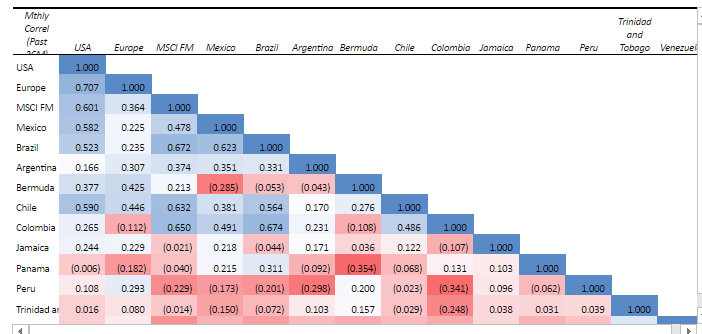 Mthly
Correl
(Past
USA Europe MSCI FM Mexico Brazil Argentina Bermuda Chile Colombia Jamaica Panama Peru Trinidad and Tobago Venezuel
USA 1.000
Europe 0.707 1.000
MSCI FM 0.601 0.364 1.000
Mexico 0.582 0.225 0.478 1.000
Brazil 0.523 0.235 0.672 0.623 1.000
Argentina 0.166 0.307 0.374 0.351 0.331 1.000
Bermuda 0.377 0.425 0.213 (0.285) (0.053) (0.043) 1.000
Chile 0.590 0.446 0.632 0.381 0.564 0.170 0.276 1.000
Colombia 0.265 (0.112) 0.650 0.491 0.674 0.231 (0.108) 0.486 1.000
Jamaica 0.244 0.229 (0.021) 0.218 (0.044) 0.171 0.036 0.122 (0.107) 1.000
Panama (0.006) (0.182) (0.040) 0.215 0.311 (0.092) (0.354) (0.068) 0.131 0.103 1.000
Peru 0.108 0.293 (0.229) (0.173) (0.201) (0.298) 0.200 (0.023) (0.341) 0.096 (0.062) 1.000
Trinidad ar 0.016 0.080 (0.014) (0.150) (0.072) 0.103 0.157 (0.029) (0.248) 0.038 0.031 0.039 1.000